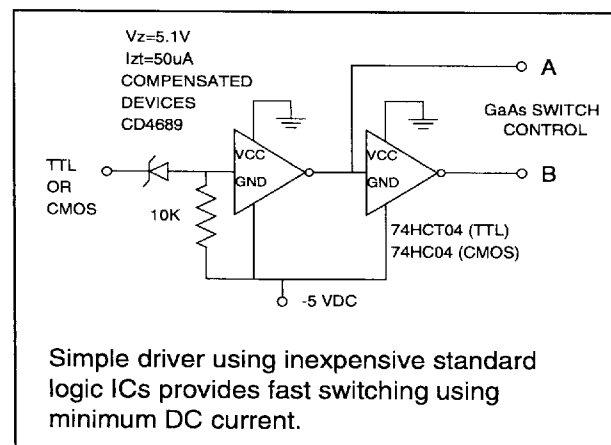 Vz=5.1V
Izt=50uA
COMPENSATED
DEVICES
CD4689
A
GaAs SWITCH
CONTROL
VCC
GND
VCC
GND
TTL
OR
CMOS
10K
B
74HCT04 (TTL)
74HC04 (CMOS)
-5 VDC
Simple driver using inexpensive standard
logic ICs provides fast switching using
minimum DC current.